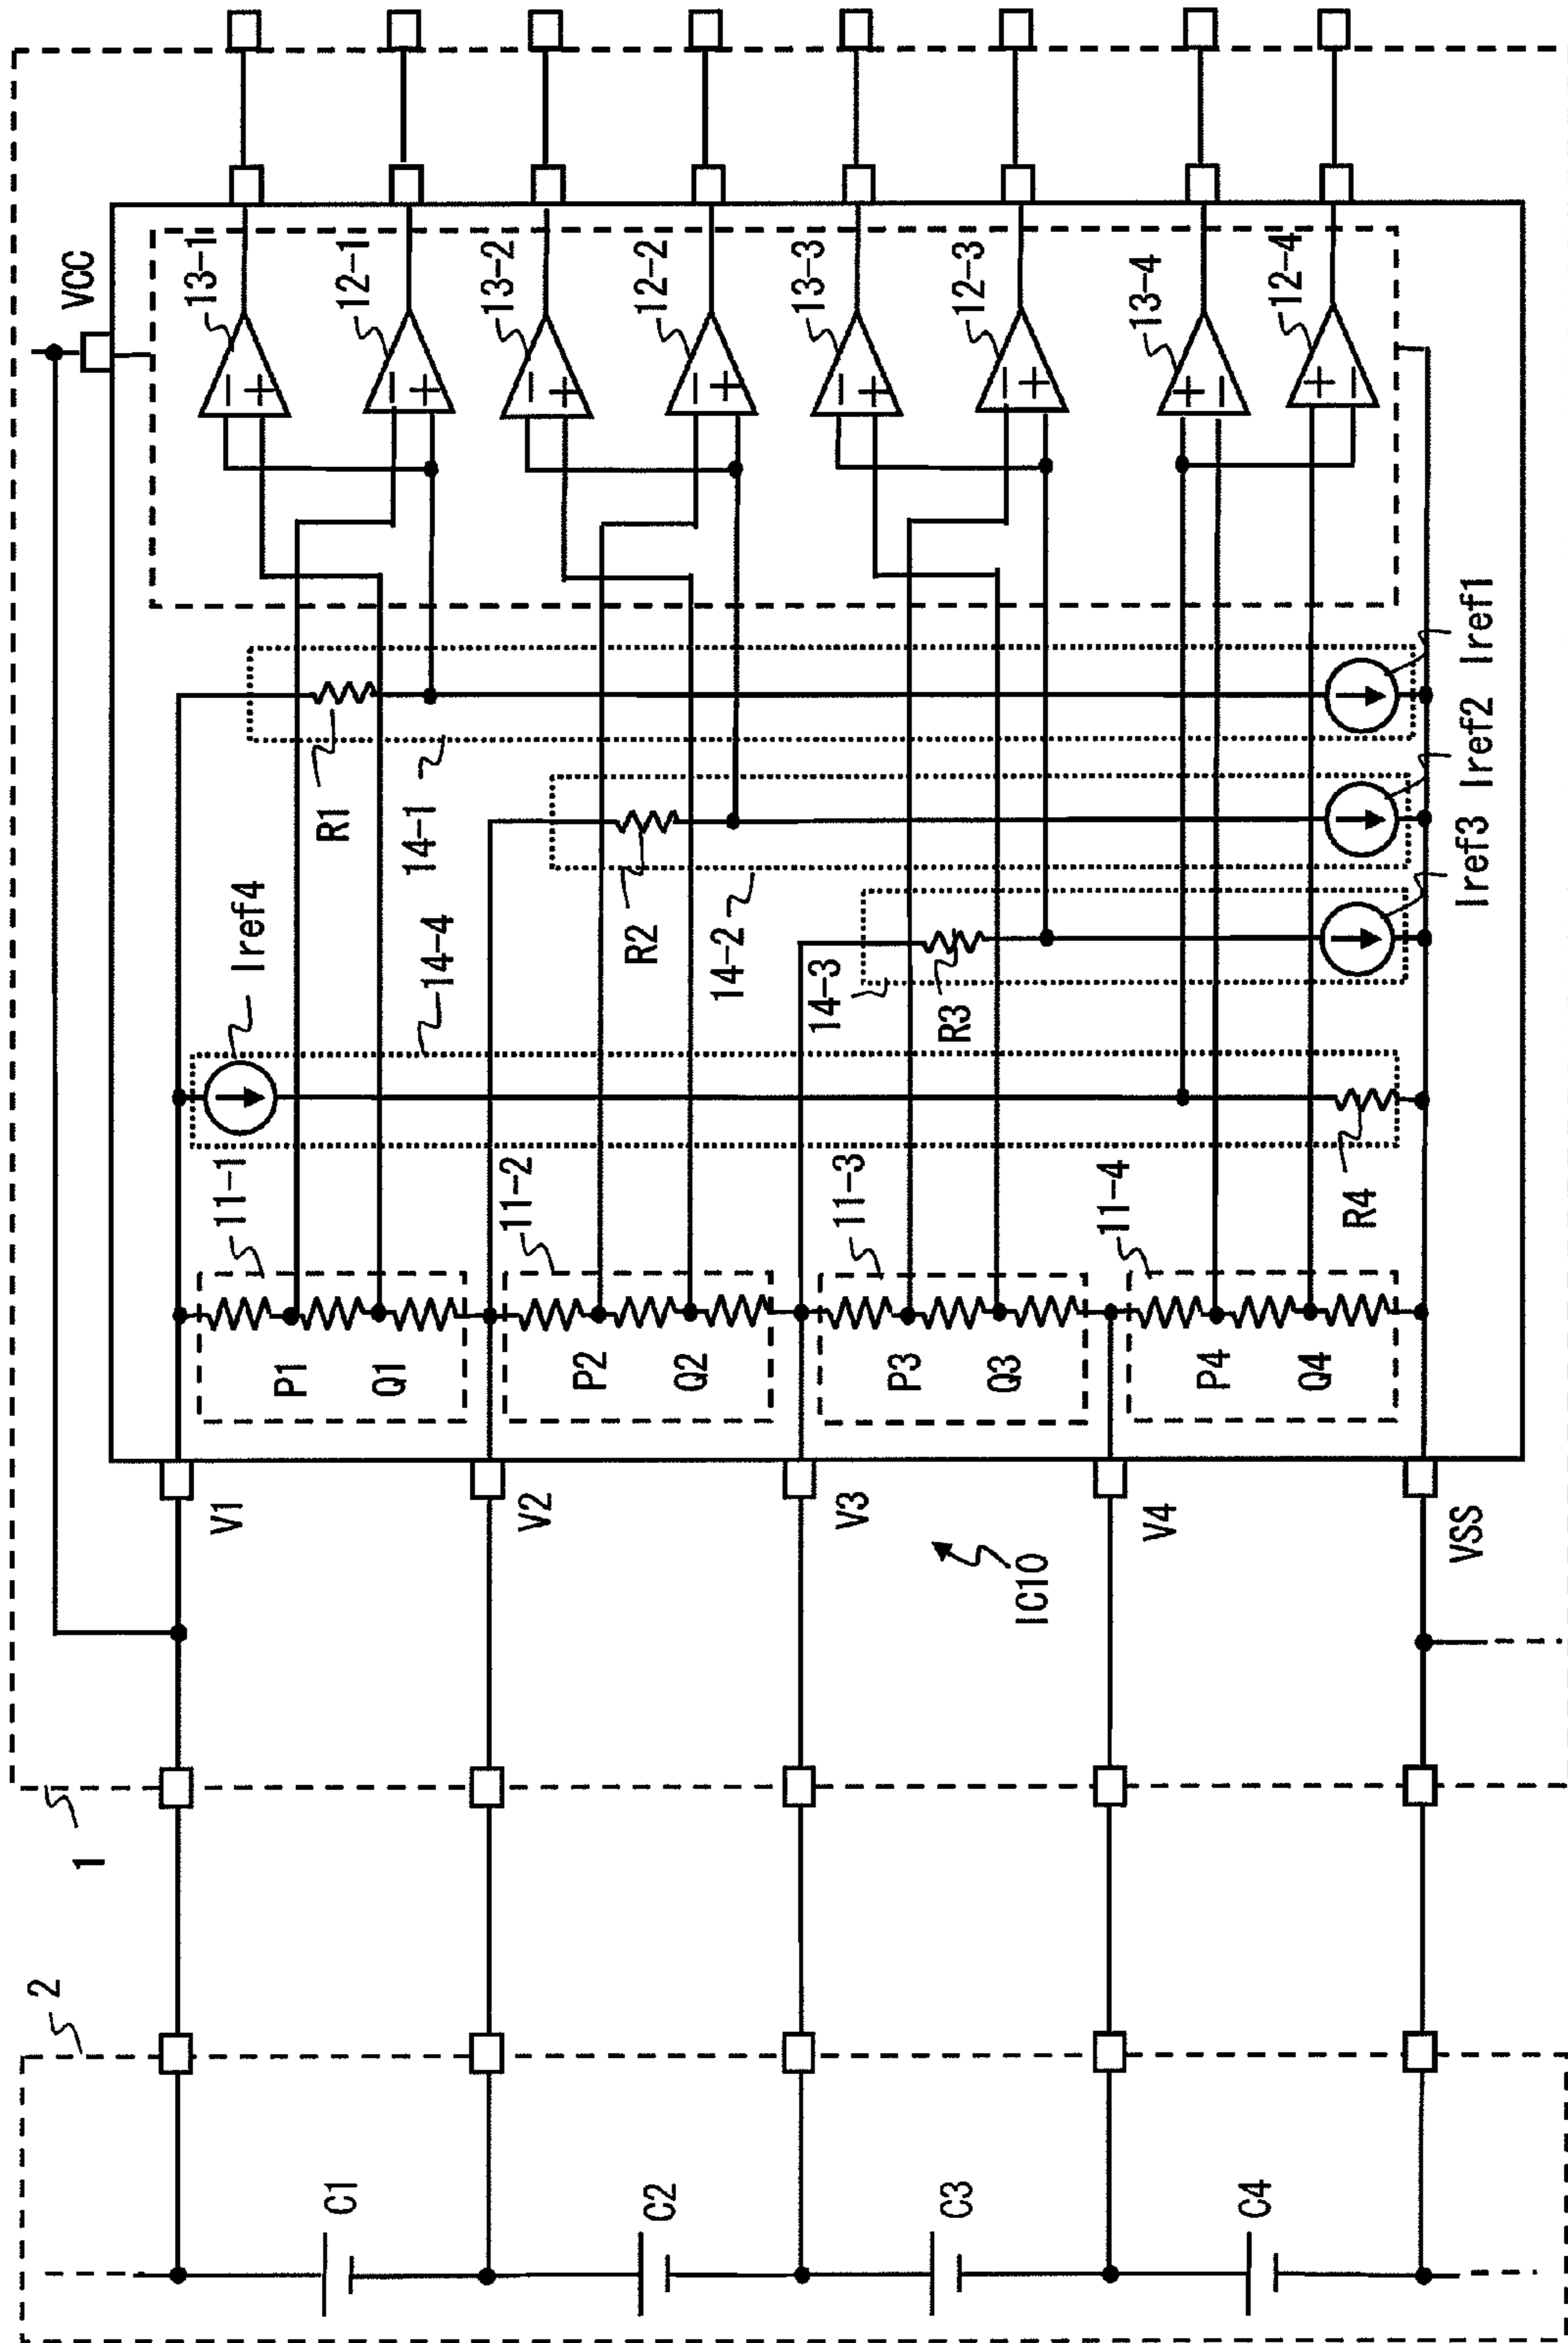 VCC
13-1
12-1
13-2
12-2
13-3
12-3
13-4
12-4
− +
− +
− +
− +
− +
− +
+ −
+ −
Iref1
Iref2
Iref3
Iref4
R1
14-1
R2
14-2
14-3
R3
14-4
R4
11-1
11-2
11-3
11-4
P1
Q1
P2
Q2
P3
Q3
P4
Q4
V1
V2
V3
V4
VSS
IC10
1
2
C1
C2
C3
C4